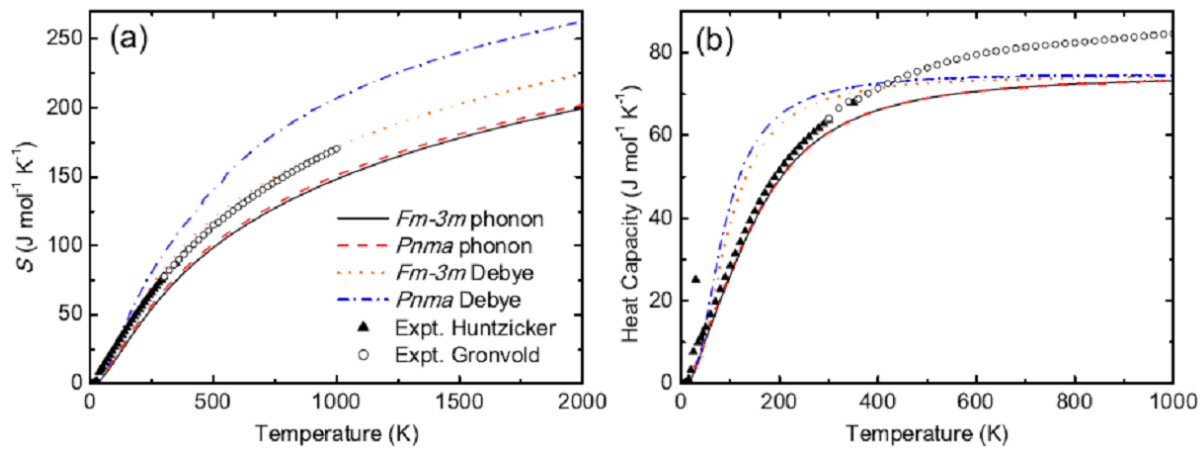 (a)
S (J mol⁻¹ K⁻¹)
250
200
150
100
50
0
Fm-3m phonon
Pnma phonon
Fm-3m Debye
Pnma Debye
Expt. Huntzicker
Expt. Gronvold
0 500 1000 1500 2000
Temperature (K)
(b)
Heat Capacity (J mol⁻¹ K⁻¹)
80
60
40
20
0
0 200 400 600 800 1000
Temperature (K)